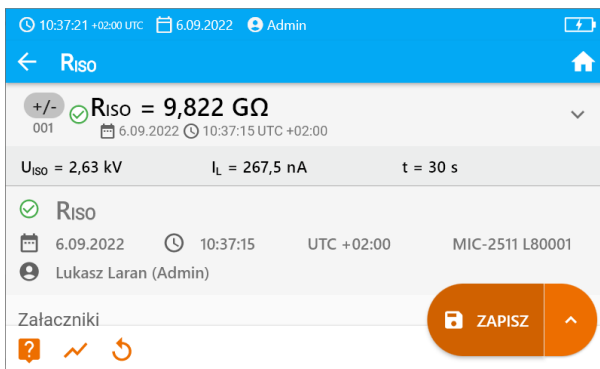 10:37:21 +02:00 UTC 6.09.2022 Admin
RISO
+/- RISO = 9,822 GΩ
001 6.09.2022 10:37:15 UTC +02:00
UISO = 2,63 kV IL = 267,5 nA t = 30 s
RISO
6.09.2022 10:37:15 UTC +02:00 MIC-2511 L80001
Lukasz Laran (Admin)
Załaczniki
ZAPISZ